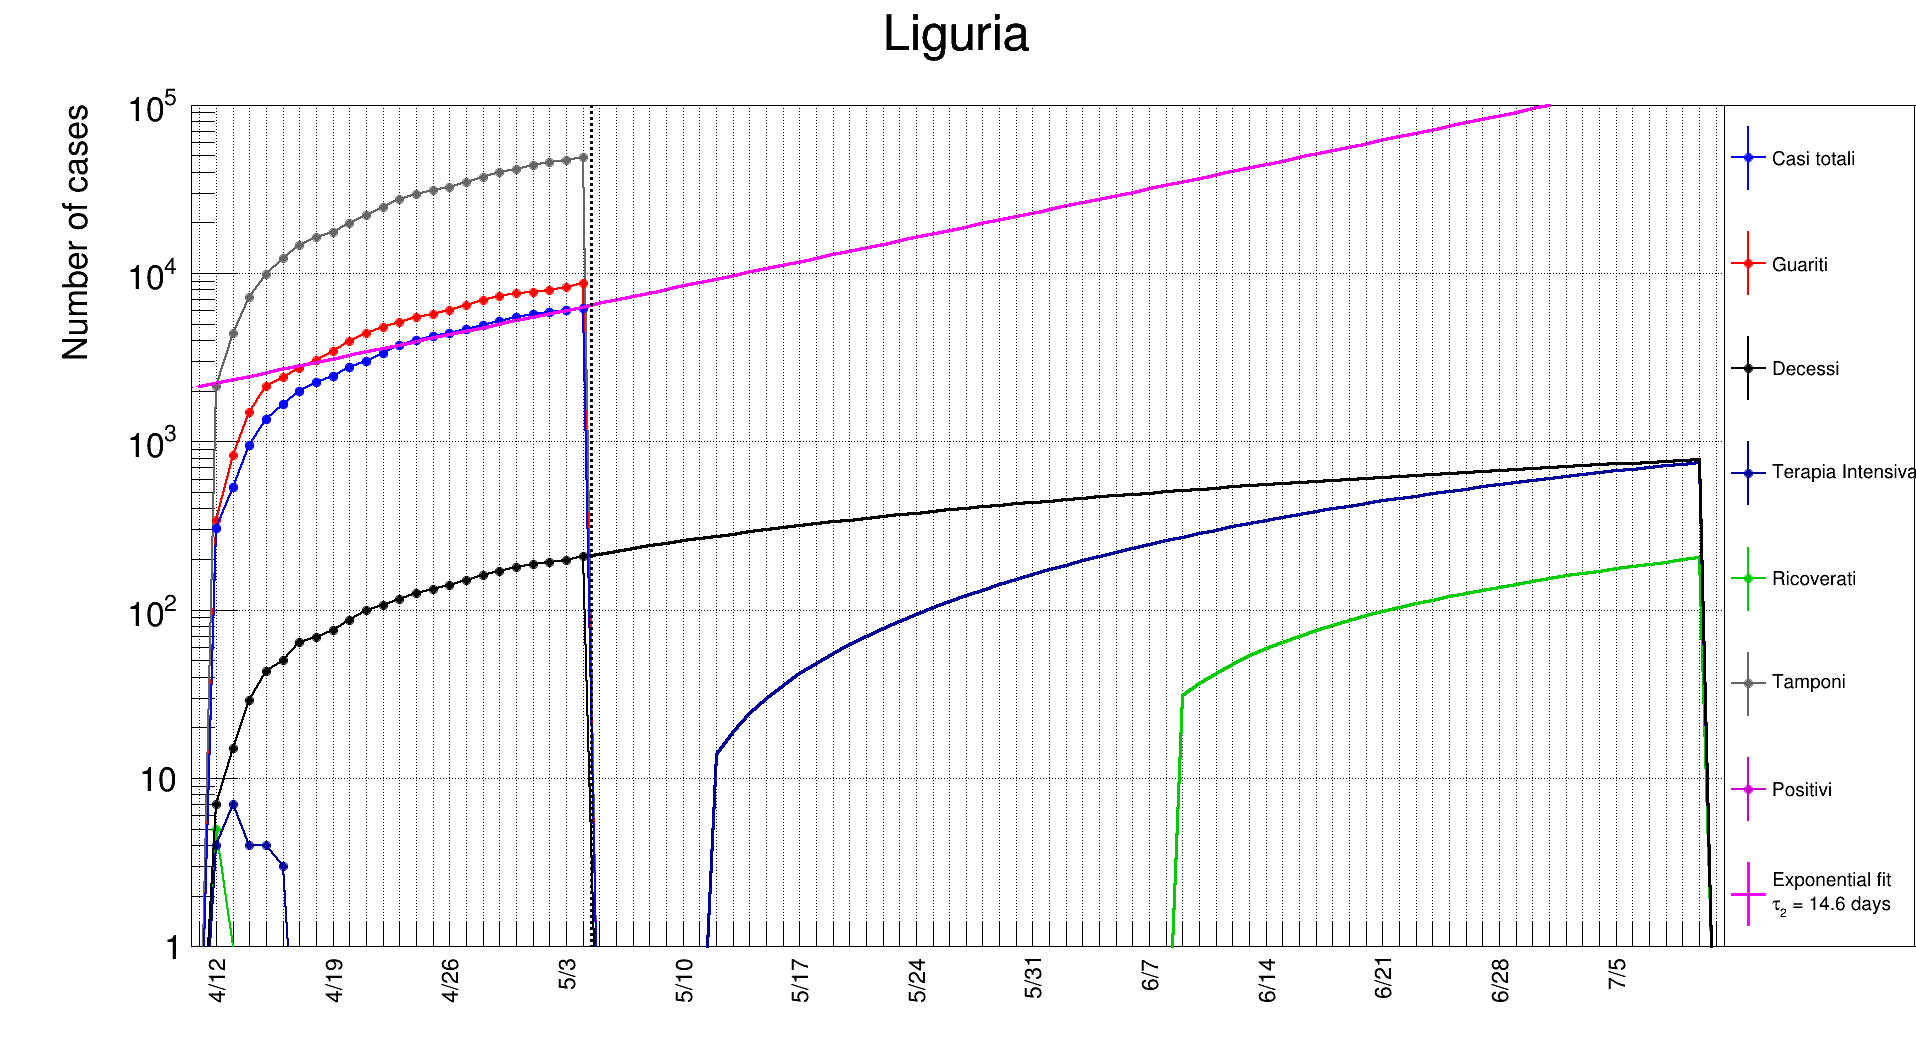 Liguria
Number of cases
10^5
10^4
10^3
10^2
10
1
4/12
4/19
4/26
5/3
5/10
5/17
5/24
5/31
6/7
6/14
6/21
6/28
7/5
Casi totali
Guariti
Decessi
Terapia Intensiva
Ricoverati
Tamponi
Positivi
Exponential fit
τ₂ = 14.6 days